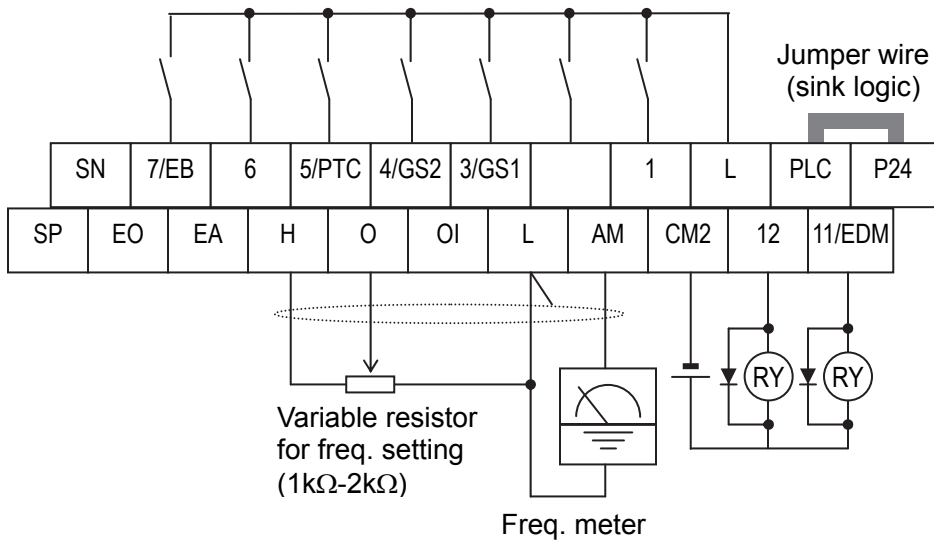 Jumper wire
(sink logic)
SN 7/EB 6 5/PTC 4/GS2 3/GS1 1 L PLC P24
SP EO EA H O OI L AM CM2 12 11/EDM
RY RY
Variable resistor
for freq. setting
(1kΩ-2kΩ)
Freq. meter